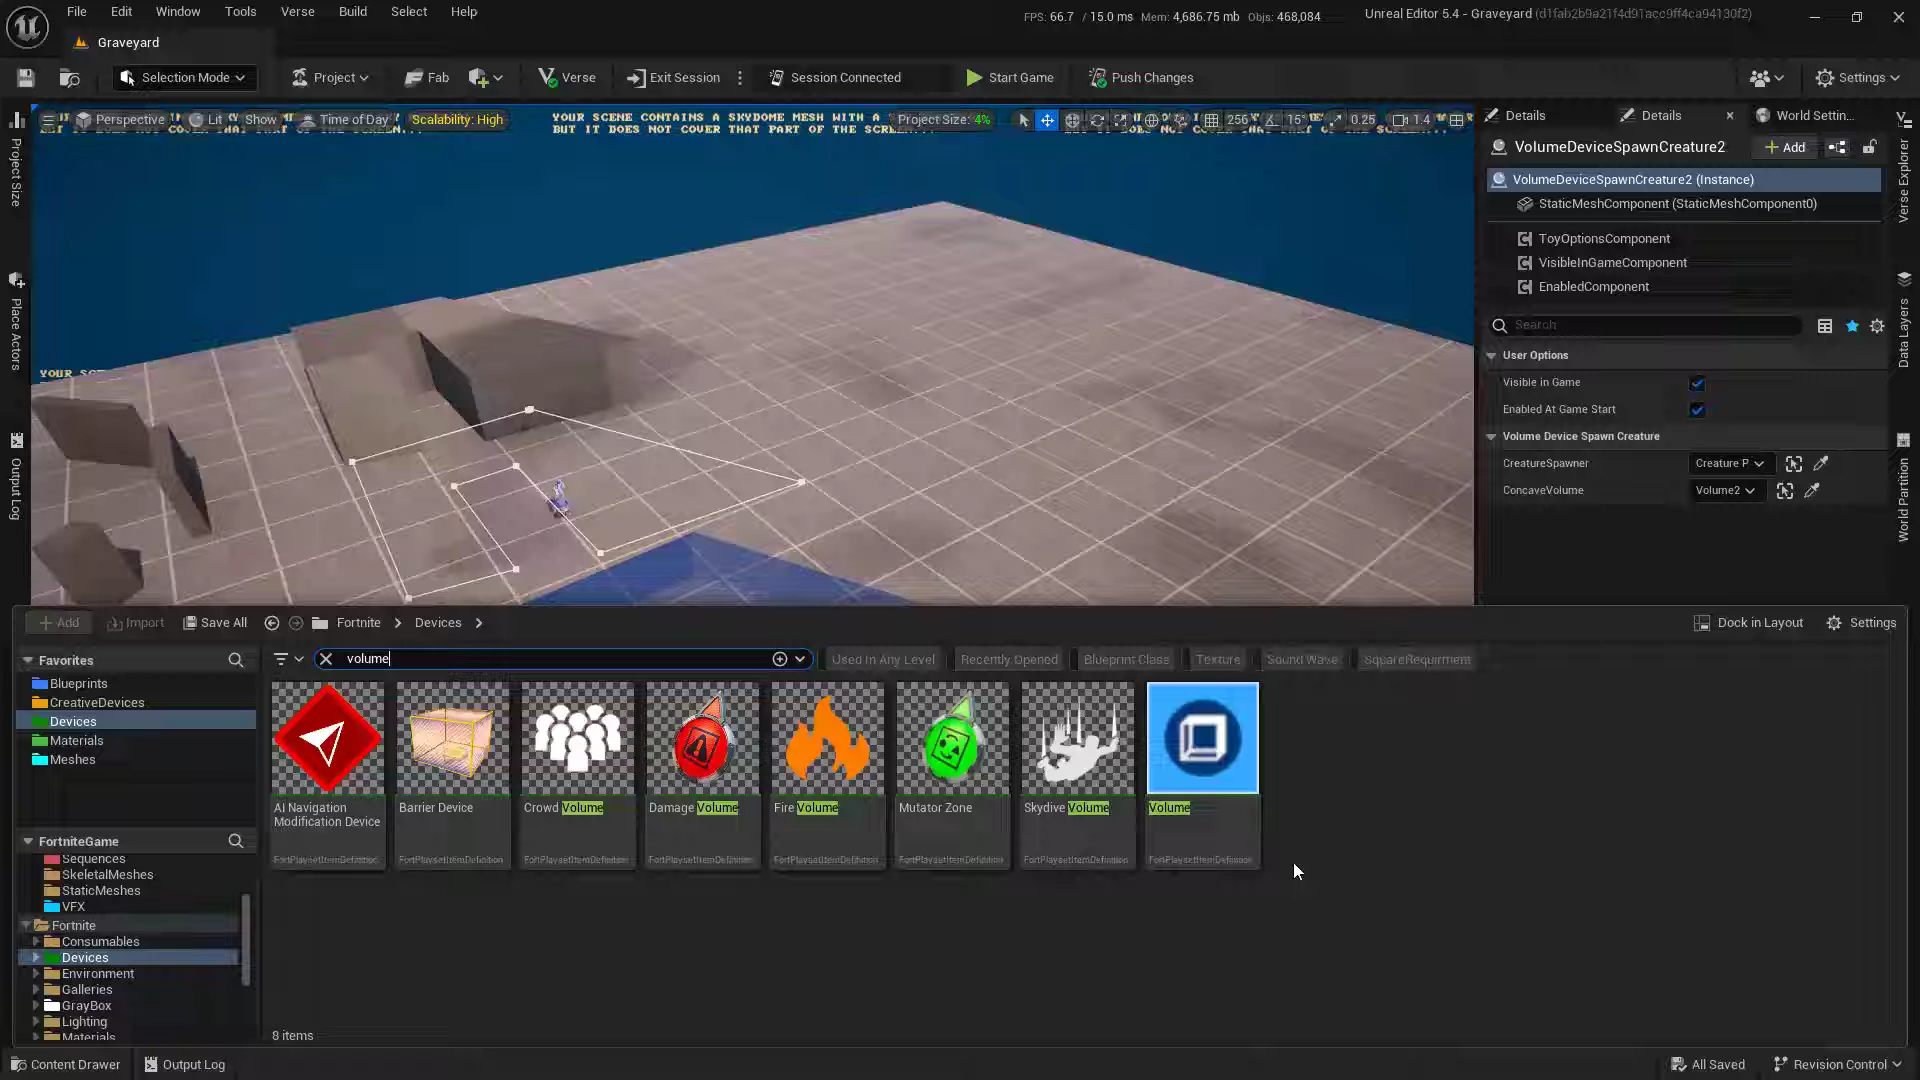 File Edit Window Tools Verse Build Select Help
FPS: 66.7 / 15.0 ms Mem: 4,686.75 mb Objs: 468,084
Unreal Editor 5.4 - Graveyard (d1fab2b9a21f4d91acc9ff4ca94130f2)
Graveyard
Selection Mode
Project
Fab
Verse
Exit Session
Session Connected
Start Game
Push Changes
Settings
Perspective
Lit
Show
Time of Day
Scalability: High
YOUR SCENE CONTAINS A SKYDOME MESH WITH A
BUT IT DOES NOT COVER THAT PART OF THE SCREEN...
Project Size: 4%
256
15°
0.25
1.4
Project Size
Place Actors
Output Log
Details
Details
World Settin...
VolumeDeviceSpawnCreature2
Add
VolumeDeviceSpawnCreature2 (Instance)
StaticMeshComponent (StaticMeshComponent0)
ToyOptionsComponent
VisibleInGameComponent
EnabledComponent
Search
User Options
Visible in Game
Enabled At Game Start
Volume Device Spawn Creature
CreatureSpawner
Creature P
ConcaveVolume
Volume2
Verse Explorer
Data Layers
World Partition
Add
Import
Save All
Fortnite
Devices
Dock in Layout
Settings
Favorites
Blueprints
CreativeDevices
Devices
Materials
Meshes
volume
Used In Any Level
Recently Opened
Blueprint Class
Texture
Sound Wave
SquareRequirment
AI Navigation
Modification Device
FortPlaysetItemDefinition
Barrier Device
FortPlaysetItemDefinition
Crowd Volume
FortPlaysetItemDefinition
Damage Volume
FortPlaysetItemDefinition
Fire Volume
FortPlaysetItemDefinition
Mutator Zone
FortPlaysetItemDefinition
Skydive Volume
FortPlaysetItemDefinition
Volume
FortPlaysetItemDefinition
FortniteGame
Sequences
SkeletalMeshes
StaticMeshes
VFX
Fortnite
Consumables
Devices
Environment
Galleries
GrayBox
Lighting
Materials
8 items
Content Drawer
Output Log
All Saved
Revision Control